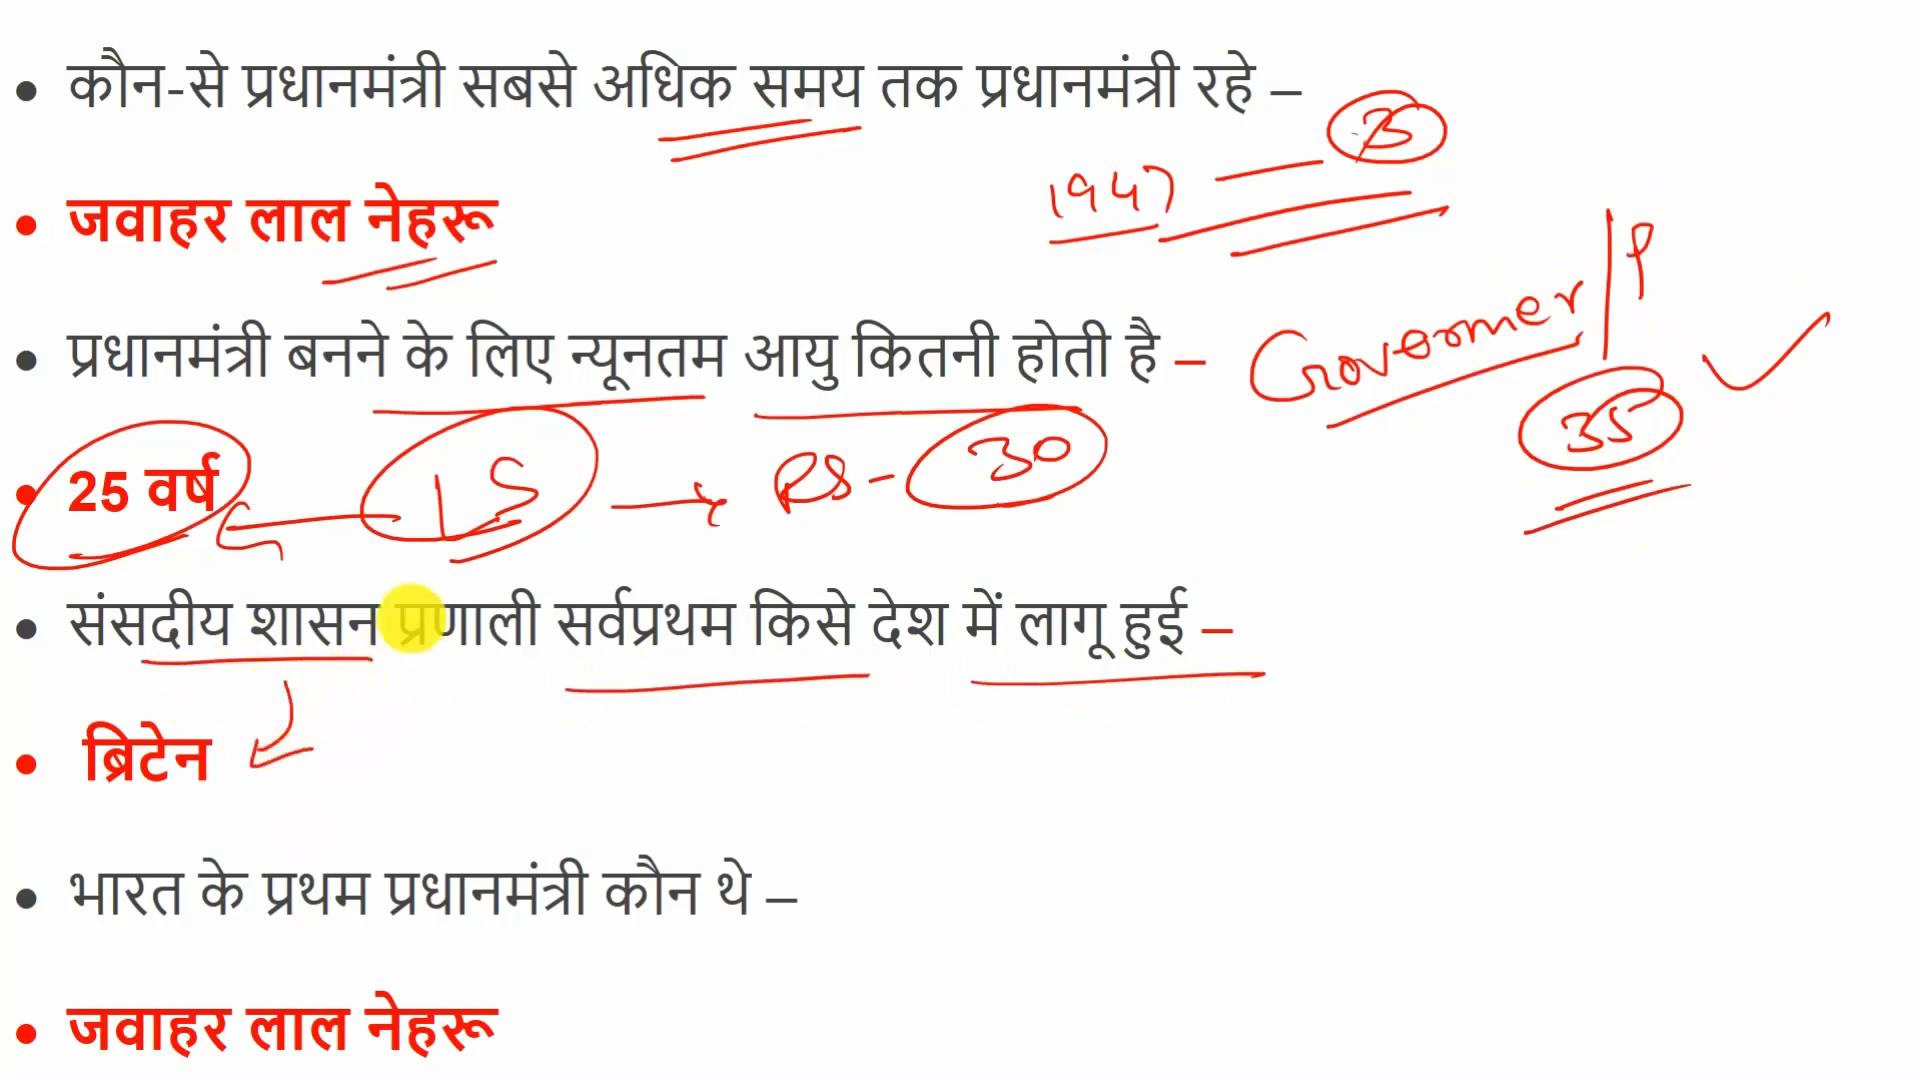 • कौन-से प्रधानमंत्री सबसे अधिक समय तक प्रधानमंत्री रहे –
1947
• जवाहर लाल नेहरू
• प्रधानमंत्री बनने के लिए न्यूनतम आयु कितनी होती है –
P
35
• 25 वर्ष
LS
RS - 30
• संसदीय शासन प्रणाली सर्वप्रथम किसे देश में लागू हुई –
• ब्रिटेन
• भारत के प्रथम प्रधानमंत्री कौन थे –
• जवाहर लाल नेहरू